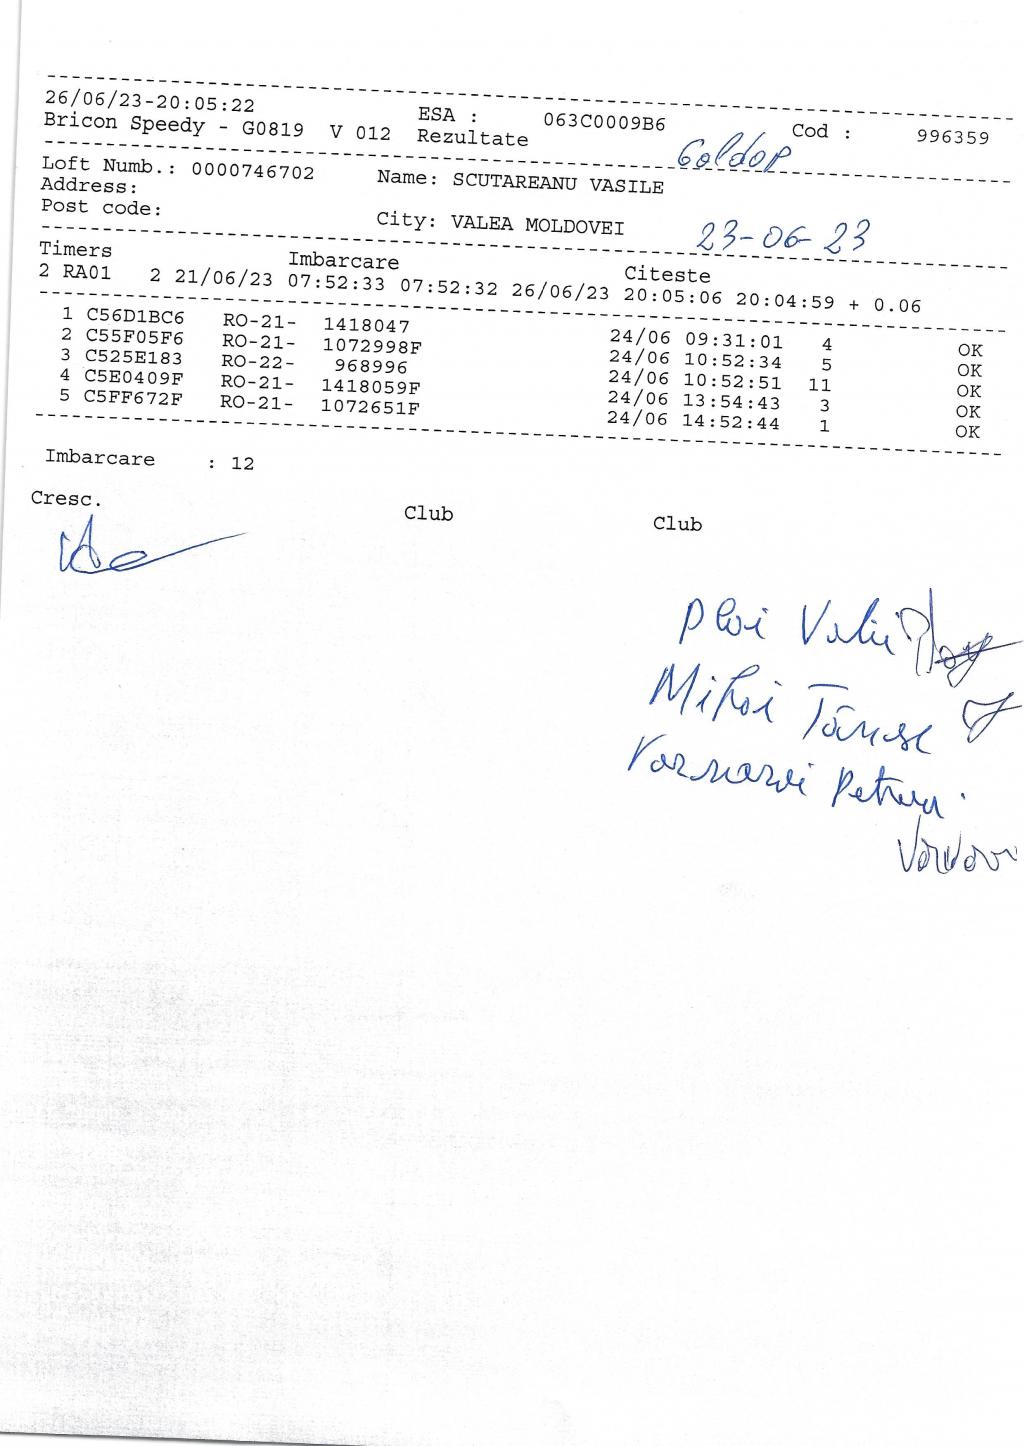 26/06/23-20:05:22 ESA : 063C0009B6 Cod : 996359
Bricon Speedy - G0819 V 012 Rezultate
GoldOP
Loft Numb.: 0000746702 Name: SCUTAREANU VASILE
Address:
Post code: City: VALEA MOLDOVEI
23-06-23
Timers Imbarcare Citeste
2 RA01 2 21/06/23 07:52:33 07:52:32 26/06/23 20:05:06 20:04:59 + 0.06
1 C56D1BC6 RO-21- 1418047 24/06 09:31:01 4 OK
2 C55F05F6 RO-21- 1072998F 24/06 10:52:34 5 OK
3 C525E183 RO-22- 968996 24/06 10:52:51 11 OK
4 C5E0409F RO-21- 1418059F 24/06 13:54:43 3 OK
5 C5FF672F RO-21- 1072651F 24/06 14:52:44 1 OK
Imbarcare : 12
Cresc. Club Club
Mihai Tănase
Petru